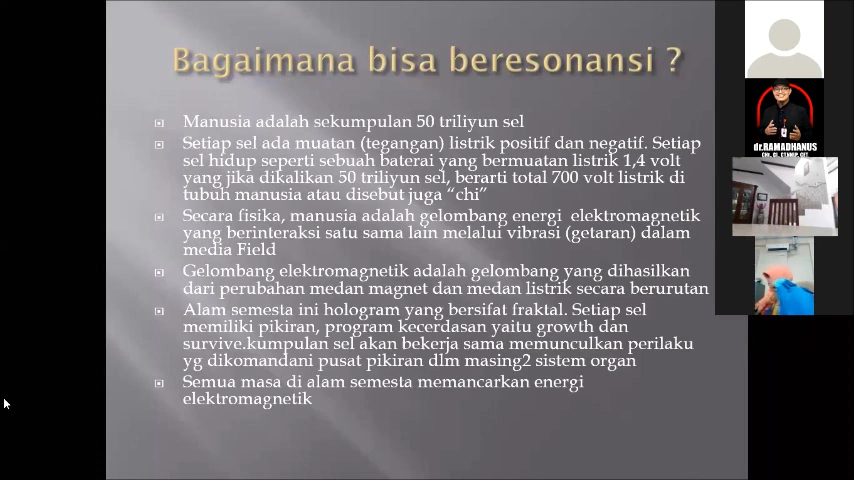 Bagaimana bisa beresonansi ?
Manusia adalah sekumpulan 50 triliyun sel
Setiap sel ada muatan (tegangan) listrik positif dan negatif. Setiap
sel hidup seperti sebuah baterai yang bermuatan listrik 1,4 volt
yang jika dikalikan 50 triliyun sel, berarti total 700 volt listrik di
tubuh manusia atau disebut juga “chi”
Secara fisika, manusia adalah gelombang energi elektromagnetik
yang berinteraksi satu sama lain melalui vibrasi (getaran) dalam
media Field
Gelombang elektromagnetik adalah gelombang yang dihasilkan
dari perubahan medan magnet dan medan listrik secara berurutan
Alam semesta ini hologram yang bersifat fraktal. Setiap sel
memiliki pikiran, program kecerdasan yaitu growth dan
survive.kumpulan sel akan bekerja sama memunculkan perilaku
yg dikomandani pusat pikiran dlm masing2 sistem organ
Semua masa di alam semesta memancarkan energi
elektromagnetik
dr.RAMADHANUS